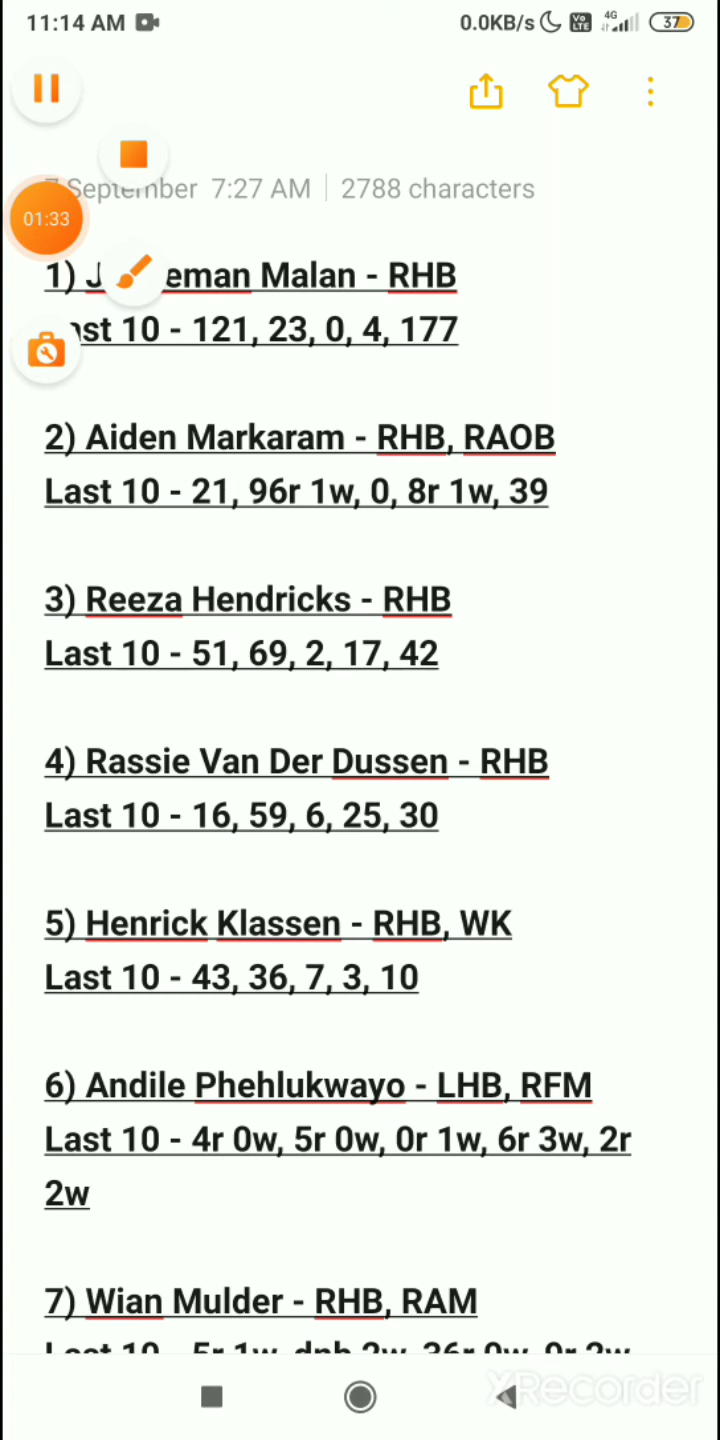 11:14 AM
0.0KB/s VoLTE 4G 37
September 7:27 AM | 2788 characters
01:33
1) eman Malan - RHB
10 - 121, 23, 0, 4, 177
2) Aiden Markaram - RHB, RAOB
Last 10 - 21, 96r 1w, 0, 8r 1w, 39
3) Reeza Hendricks - RHB
Last 10 - 51, 69, 2, 17, 42
4) Rassie Van Der Dussen - RHB
Last 10 - 16, 59, 6, 25, 30
5) Henrick Klassen - RHB, WK
Last 10 - 43, 36, 7, 3, 10
6) Andile Phehlukwayo - LHB, RFM
Last 10 - 4r 0w, 5r 0w, 0r 1w, 6r 3w, 2r
2w
7) Wian Mulder - RHB, RAM
XRecorder